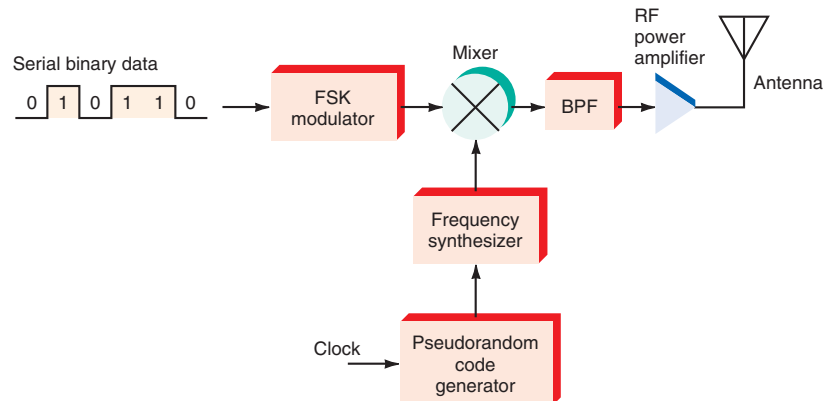 Serial binary data
0 1 0 1 1 0
FSK
modulator
Mixer
BPF
RF
power
amplifier
Antenna
Frequency
synthesizer
Clock
Pseudorandom
code
generator